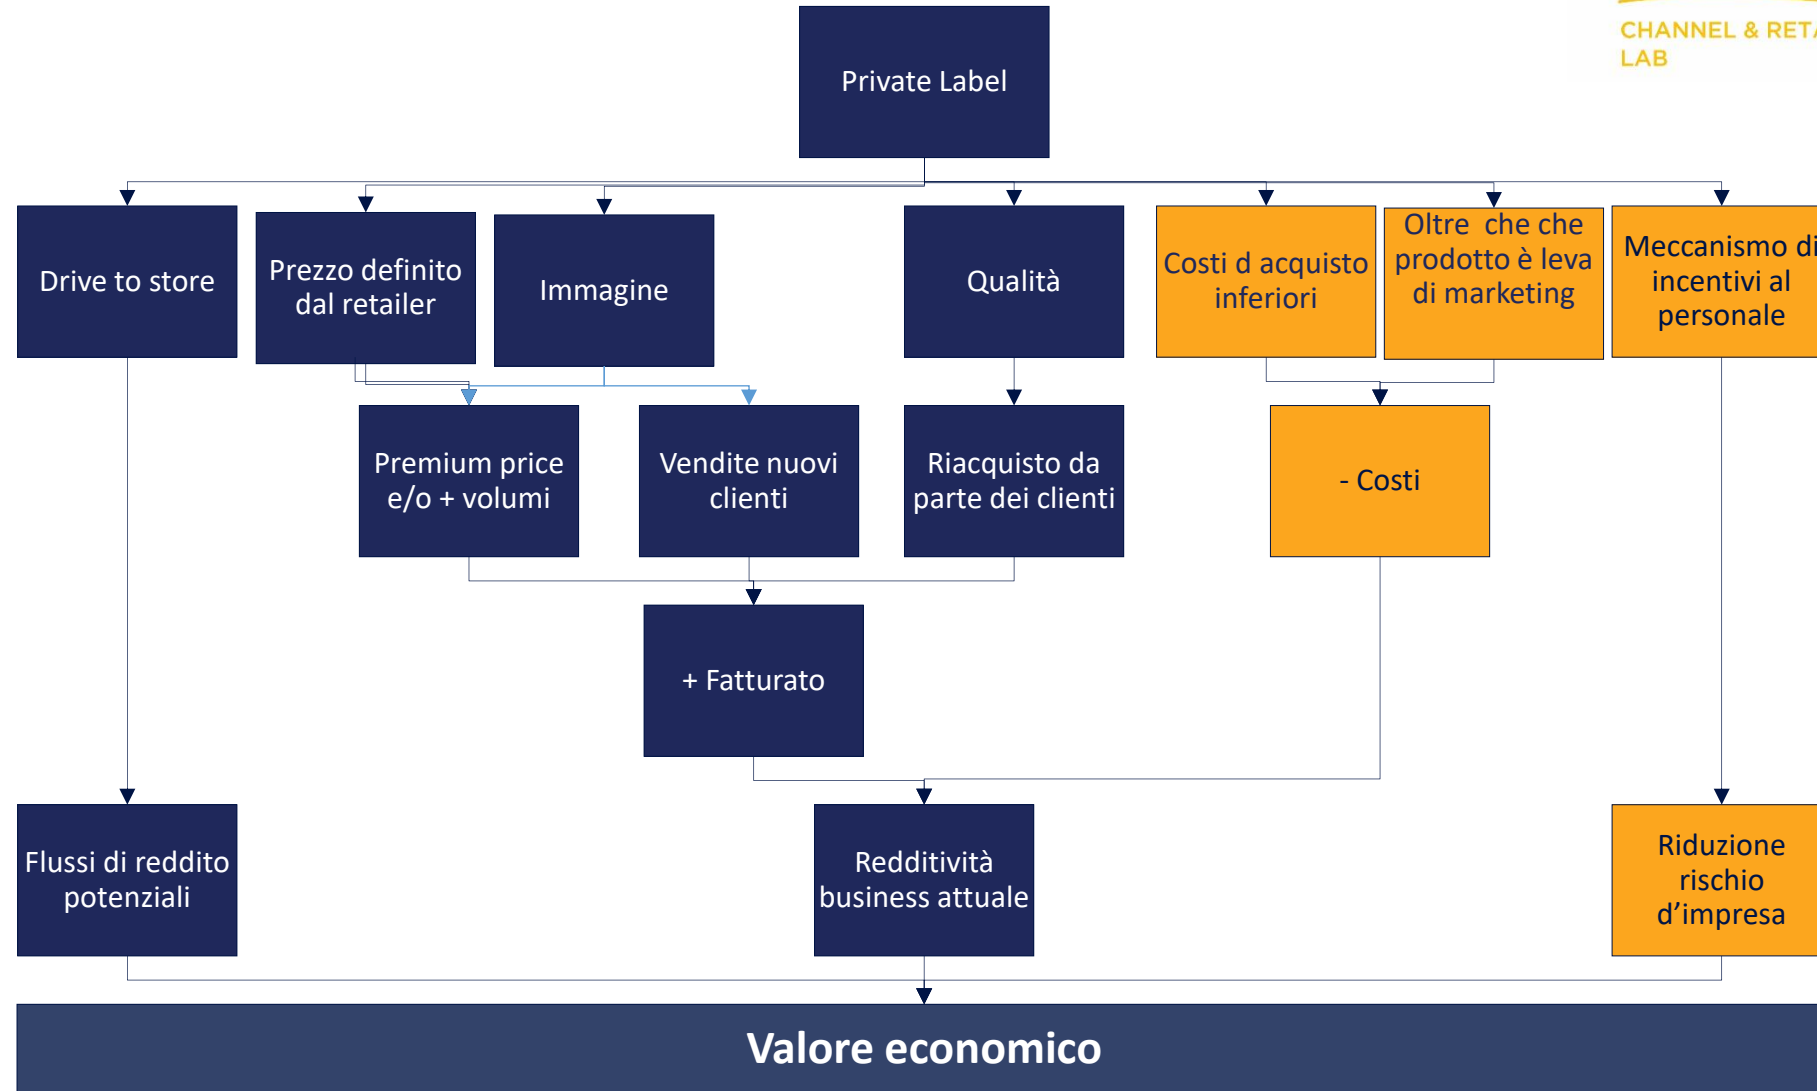 CHANNEL & RETA
LAB
Private Label
Drive to store
Prezzo definito
dal retailer
Immagine
Qualità
Costi d acquisto
inferiori
Oltre  che che
prodotto è leva
di marketing
Meccanismo di
incentivi al
personale
Premium price
e/o + volumi
Vendite nuovi
clienti
Riacquisto da
parte dei clienti
- Costi
+ Fatturato
Flussi di reddito
potenziali
Redditività
business attuale
Riduzione
rischio
d’impresa
Valore economico